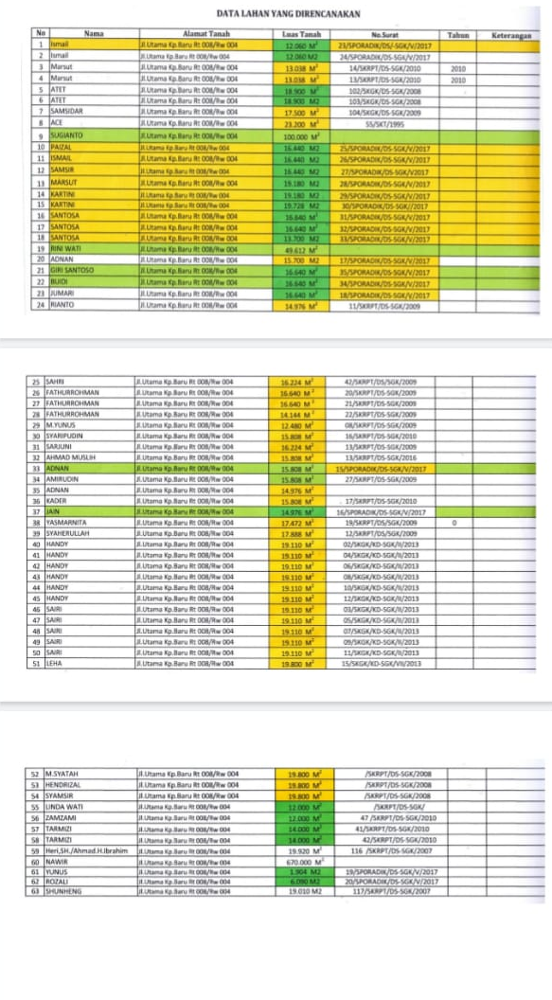 DATA LAHAN YANG DIRENCANAKAN
No Nama Alamat Tanah Luas Tanah No.Surat Tahun Keterangan
1 Ismail Jl.Utama Kp.Baru Rt 008/Rw 004 12.060 M² 23/SPORADIK/DS/-SGK/V/2017
2 Ismail Jl.Utama Kp.Baru Rt 008/Rw 004 12.060 M2 24/SPORADIK/DS-SGK/V/2017
3 Marsut Jl.Utama Kp.Baru Rt 008/Rw 004 13.038 M² 14/SKRPT/DS-SGK/2010 2010
4 Marsut Jl.Utama Kp.Baru Rt 008/Rw 004 13.038 M² 13/SKRPT/DS-SGK/2010 2010
5 ATET Jl.Utama Kp.Baru Rt 008/Rw 004 18.900 M² 102/SKGK/DS-SGK/2008
6 ATET Jl.Utama Kp.Baru Rt 008/Rw 004 18.900 M2 103/SKGK/DS-SGK/2008
7 SAMSIDAR Jl.Utama Kp.Baru Rt 008/Rw 004 17.500 M² 104/SKGK/DS-SGK/2009
8 ACE Jl.Utama Kp.Baru Rt 008/Rw 004 23.200 M² 55/SKT/1995
9 SUGIANTO Jl.Utama Kp.Baru Rt 008/Rw 004 100.000 M²
10 PAIZAL Jl.Utama Kp.Baru Rt 008/Rw 004 16.440 M2 25/SPORADIK/DS-SGK/V/2017
11 ISMAIL Jl.Utama Kp.Baru Rt 008/Rw 004 16.440 M2 26/SPORADIK/DS-SGK/V/2017
12 SAMSIR Jl.Utama Kp.Baru Rt 008/Rw 004 16.440 M2 27/SPORADIK/DS-SGK/V/2017
13 MARSUT Jl.Utama Kp.Baru Rt 008/Rw 004 19.180 M2 28/SPORADIK/DS-SGK/V/2017
14 KARTINI Jl.Utama Kp.Baru Rt 008/Rw 004 19.180 M2 29/SPORADIK/DS-SGK/V/2017
15 KARTINI Jl.Utama Kp.Baru Rt 008/Rw 004 19.728 M2 30/SPORADIK/DS-SGK//2017
16 SANTOSA Jl.Utama Kp.Baru Rt 008/Rw 004 16.640 M² 31/SPORADIK/DS-SGK/V/2017
17 SANTOSA Jl.Utama Kp.Baru Rt 008/Rw 004 16.640 M² 32/SPORADIK/DS-SGK/V/2017
18 SANTOSA Jl.Utama Kp.Baru Rt 008/Rw 004 13.700 M2 33/SPORADIK/DS-SGK/V/2017
19 RINI WATI Jl.Utama Kp.Baru Rt 008/Rw 004 49.612 M²
20 ADNAN Jl.Utama Kp.Baru Rt 008/Rw 004 15.700 M2 17/SPORADIK/DS-SGK/V/2017
21 GIRI SANTOSO Jl.Utama Kp.Baru Rt 008/Rw 004 16.640 M² 35/SPORADIK/DS-SGK/V/2017
22 BUIDI Jl.Utama Kp.Baru Rt 008/Rw 004 16.640 M² 34/SPORADIK/DS-SGK/V/2017
23 JUMARI Jl.Utama Kp.Baru Rt 008/Rw 004 16.640 M² 18/SPORADIK/DS-SGK/V/2017
24 RIANTO Jl.Utama Kp.Baru Rt 008/Rw 004 14.976 M² 11/SKRPT/DS-SGK/2009
25 SAHRI Jl.Utama Kp.Baru Rt 008/Rw 004 16.224 M² 42/SKRPT/DS/SGK/2009
26 FATHURROHMAN Jl.Utama Kp.Baru Rt 008/Rw 004 16.640 M² 20/SKRPT/DS-SGK/2009
27 FATHURROHMAN Jl.Utama Kp.Baru Rt 008/Rw 004 16.640 M² 21/SKRPT/DS-SGK/2009
28 FATHURROHMAN Jl.Utama Kp.Baru Rt 008/Rw 004 14.144 M² 22/SKRPT/DS-SGK/2009
29 M.YUNUS Jl.Utama Kp.Baru Rt 008/Rw 004 12.480 M² 08/SKRPT/DS-SGK/2009
30 SYARIPUDIN Jl.Utama Kp.Baru Rt 008/Rw 004 15.808 M² 16/SKRPT/DS-SGK/2010
31 SARJUNI Jl.Utama Kp.Baru Rt 008/Rw 004 16.224 M² 13/SKRPT/DS-SGK/2009
32 AHMAD MUSLIH Jl.Utama Kp.Baru Rt 008/Rw 004 15.808 M² 13/SKRPT/DS-SGK/2016
33 ADNAN Jl.Utama Kp.Baru Rt 008/Rw 004 15.808 M² 15/SPORADIK/DS-SGK/V/2017
34 AMIRUDIN Jl.Utama Kp.Baru Rt 008/Rw 004 15.808 M² 27/SKRPT/DS-SGK/2009
35 ADNAN Jl.Utama Kp.Baru Rt 008/Rw 004 14.976 M²
36 KADER Jl.Utama Kp.Baru Rt 008/Rw 004 15.808 M² 17/SKRPT/DS-SGK/2010
37 JAIN Jl.Utama Kp.Baru Rt 008/Rw 004 14.976 M² 16/SPORADIK/DS-SGK/V/2017
38 YASMARNITA Jl.Utama Kp.Baru Rt 008/Rw 004 17.472 M² 19/SKRPT/DS/SGK/2009 0
39 SYAHERULLAH Jl.Utama Kp.Baru Rt 008/Rw 004 17.888 M² 12/SKRPT/DS/SGK/2009
40 HANDY Jl.Utama Kp.Baru Rt 008/Rw 004 19.110 M² 02/SKGK/KD-SGK/II/2013
41 HANDY Jl.Utama Kp.Baru Rt 008/Rw 004 19.110 M² 04/SKGK/KD-SGK/II/2013
42 HANDY Jl.Utama Kp.Baru Rt 008/Rw 004 19.110 M² 06/SKGK/KD-SGK/II/2013
43 HANDY Jl.Utama Kp.Baru Rt 008/Rw 004 19.110 M² 08/SKGK/KD-SGK/II/2013
44 HANDY Jl.Utama Kp.Baru Rt 008/Rw 004 19.110 M² 10/SKGK/KD-SGK/II/2013
45 HANDY Jl.Utama Kp.Baru Rt 008/Rw 004 19.110 M² 12/SKGK/KD-SGK/II/2013
46 SAIRI Jl.Utama Kp.Baru Rt 008/Rw 004 19.110 M² 03/SKGK/KD-SGK/II/2013
47 SAIRI Jl.Utama Kp.Baru Rt 008/Rw 004 19.110 M² 05/SKGK/KD-SGK/II/2013
48 SAIRI Jl.Utama Kp.Baru Rt 008/Rw 004 19.110 M² 07/SKGK/KD-SGK/II/2013
49 SAIRI Jl.Utama Kp.Baru Rt 008/Rw 004 19.110 M² 09/SKGK/KD-SGK/II/2013
50 SAIRI Jl.Utama Kp.Baru Rt 008/Rw 004 19.110 M² 11/SKGK/KD-SGK/II/2013
51 LEHA Jl.Utama Kp.Baru Rt 008/Rw 004 19.800 M² 15/SKGK/KD-SGK/VII/2013
52 M.SYATAH Jl.Utama Kp.Baru Rt 008/Rw 004 19.800 M² /SKRPT/DS-SGK/2008
53 HENDRIZAL Jl.Utama Kp.Baru Rt 008/Rw 004 19.800 M² /SKRPT/DS-SGK/2008
54 SYAMSIR Jl.Utama Kp.Baru Rt 008/Rw 004 19.800 M² /SKRPT/DS-SGK/2008
55 LINDA WATI Jl.Utama Kp.Baru Rt 008/Rw 004 12.000 M² /SKRPT/DS-SGK/
56 ZAMZAMI Jl.Utama Kp.Baru Rt 008/Rw 004 12.000 M² 47 /SKRPT/DS-SGK/2010
57 TARMIZI Jl.Utama Kp.Baru Rt 008/Rw 004 14.000 M² 41/SKRPT/DS-SGK/2010
58 TARMIZI Jl.Utama Kp.Baru Rt 008/Rw 004 14.000 M² 42/SKRPT/DS-SGK/2010
59 Heri,SH./Ahmad.H.Ibrahim Jl.Utama Kp.Baru Rt 008/Rw 004 19.920 M² 116 /SKRPT/DS-SGK/2007
60 NAWIR Jl.Utama Kp.Baru Rt 008/Rw 004 670.000 M²
61 YUNUS Jl.Utama Kp.Baru Rt 008/Rw 004 1.904 M2 19/SPORADIK/DS-SGK/V/2017
62 ROZALI Jl.Utama Kp.Baru Rt 008/Rw 004 6.090 M2 20/SPORADIK/DS-SGK/V/2017
63 SHUNHENG Jl.Utama Kp.Baru Rt 008/Rw 004 19.010 M2 117/SKRPT/DS-SGK/2007